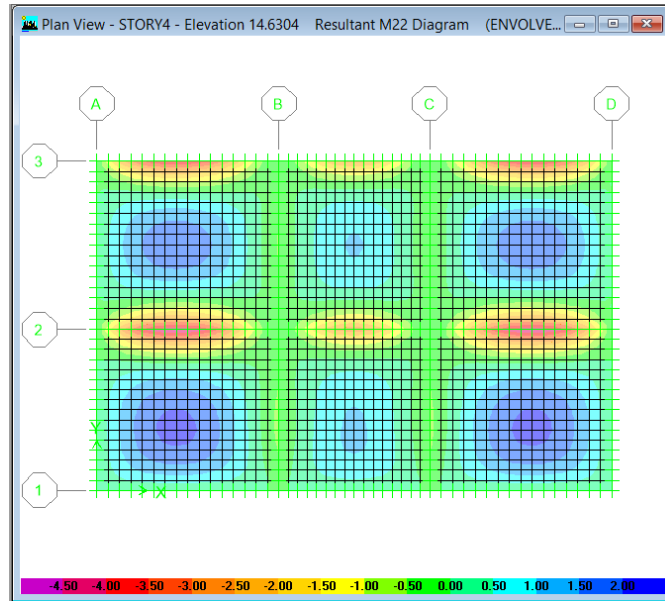 Plan View - STORY4 - Elevation 14.6304 Resultant M22 Diagram (ENVOLVE...
A B C D
3
2
Y
1
X
-4.50 -4.00 -3.50 -3.00 -2.50 -2.00 -1.50 -1.00 -0.50 0.00 0.50 1.00 1.50 2.00